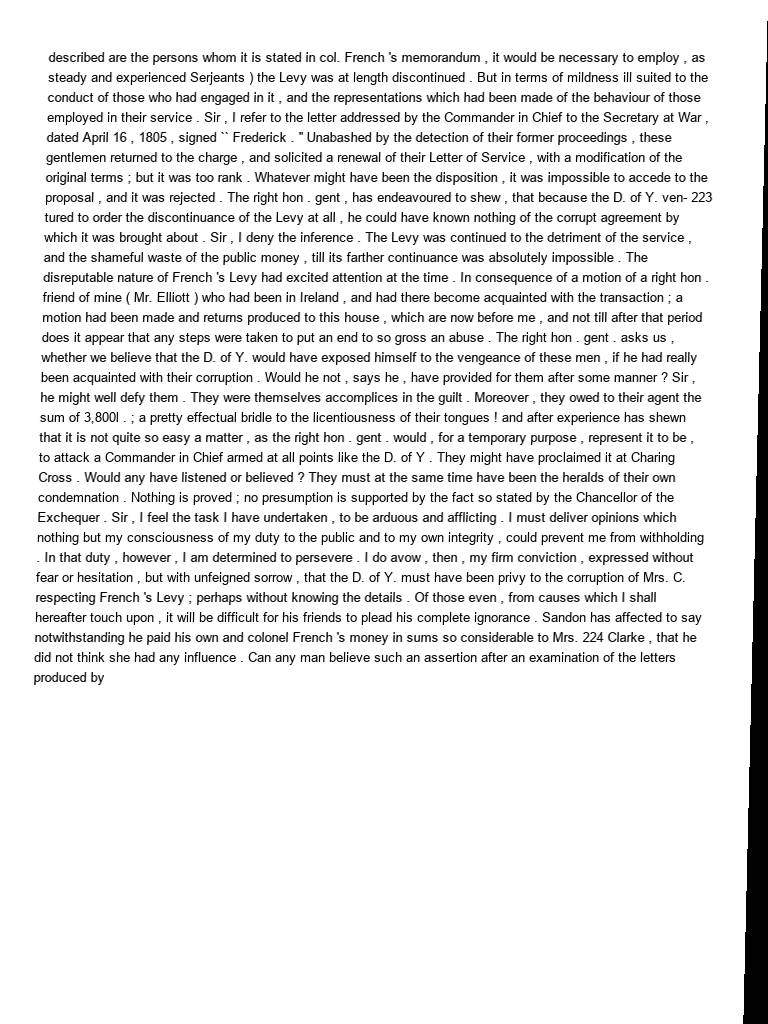 described are the persons whom it is stated in col. French 's memorandum , it would be necessary to employ , as
steady and experienced Serjeants ) the Levy was at length discontinued . But in terms of mildness ill suited to the
conduct of those who had engaged in it , and the representations which had been made of the behaviour of those
employed in their service . Sir , I refer to the letter addressed by the Commander in Chief to the Secretary at War ,
dated April 16 , 1805 , signed `` Frederick . '' Unabashed by the detection of their former proceedings , these
gentlemen returned to the charge , and solicited a renewal of their Letter of Service , with a modification of the
original terms ; but it was too rank . Whatever might have been the disposition , it was impossible to accede to the
proposal , and it was rejected . The right hon . gent , has endeavoured to shew , that because the D. of Y. ven- 223
tured to order the discontinuance of the Levy at all , he could have known nothing of the corrupt agreement by
which it was brought about . Sir , I deny the inference . The Levy was continued to the detriment of the service ,
and the shameful waste of the public money , till its farther continuance was absolutely impossible . The
disreputable nature of French 's Levy had excited attention at the time . In consequence of a motion of a right hon .
friend of mine ( Mr. Elliott ) who had been in Ireland , and had there become acquainted with the transaction ; a
motion had been made and returns produced to this house , which are now before me , and not till after that period
does it appear that any steps were taken to put an end to so gross an abuse . The right hon . gent . asks us ,
whether we believe that the D. of Y. would have exposed himself to the vengeance of these men , if he had really
been acquainted with their corruption . Would he not , says he , have provided for them after some manner ? Sir ,
he might well defy them . They were themselves accomplices in the guilt . Moreover , they owed to their agent the
sum of 3,800l . ; a pretty effectual bridle to the licentiousness of their tongues ! and after experience has shewn
that it is not quite so easy a matter , as the right hon . gent . would , for a temporary purpose , represent it to be ,
to attack a Commander in Chief armed at all points like the D. of Y . They might have proclaimed it at Charing
Cross . Would any have listened or believed ? They must at the same time have been the heralds of their own
condemnation . Nothing is proved ; no presumption is supported by the fact so stated by the Chancellor of the
Exchequer . Sir , I feel the task I have undertaken , to be arduous and afflicting . I must deliver opinions which
nothing but my consciousness of my duty to the public and to my own integrity , could prevent me from withholding
. In that duty , however , I am determined to persevere . I do avow , then , my firm conviction , expressed without
fear or hesitation , but with unfeigned sorrow , that the D. of Y. must have been privy to the corruption of Mrs. C.
respecting French 's Levy ; perhaps without knowing the details . Of those even , from causes which I shall
hereafter touch upon , it will be difficult for his friends to plead his complete ignorance . Sandon has affected to say
notwithstanding he paid his own and colonel French 's money in sums so considerable to Mrs. 224 Clarke , that he
did not think she had any influence . Can any man believe such an assertion after an examination of the letters
produced by